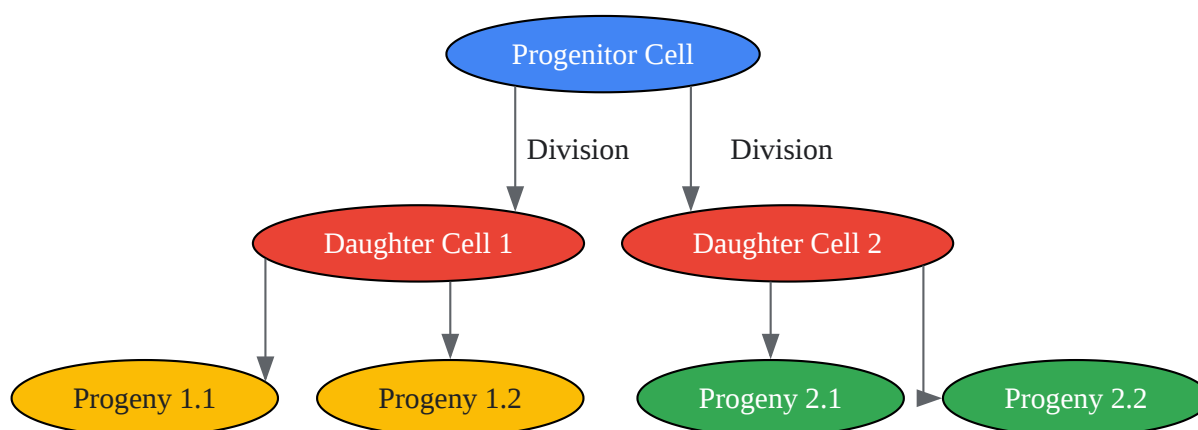 Progenitor Cell
Division
Division
Daughter Cell 1
Daughter Cell 2
Progeny 1.1
Progeny 1.2
Progeny 2.1
Progeny 2.2